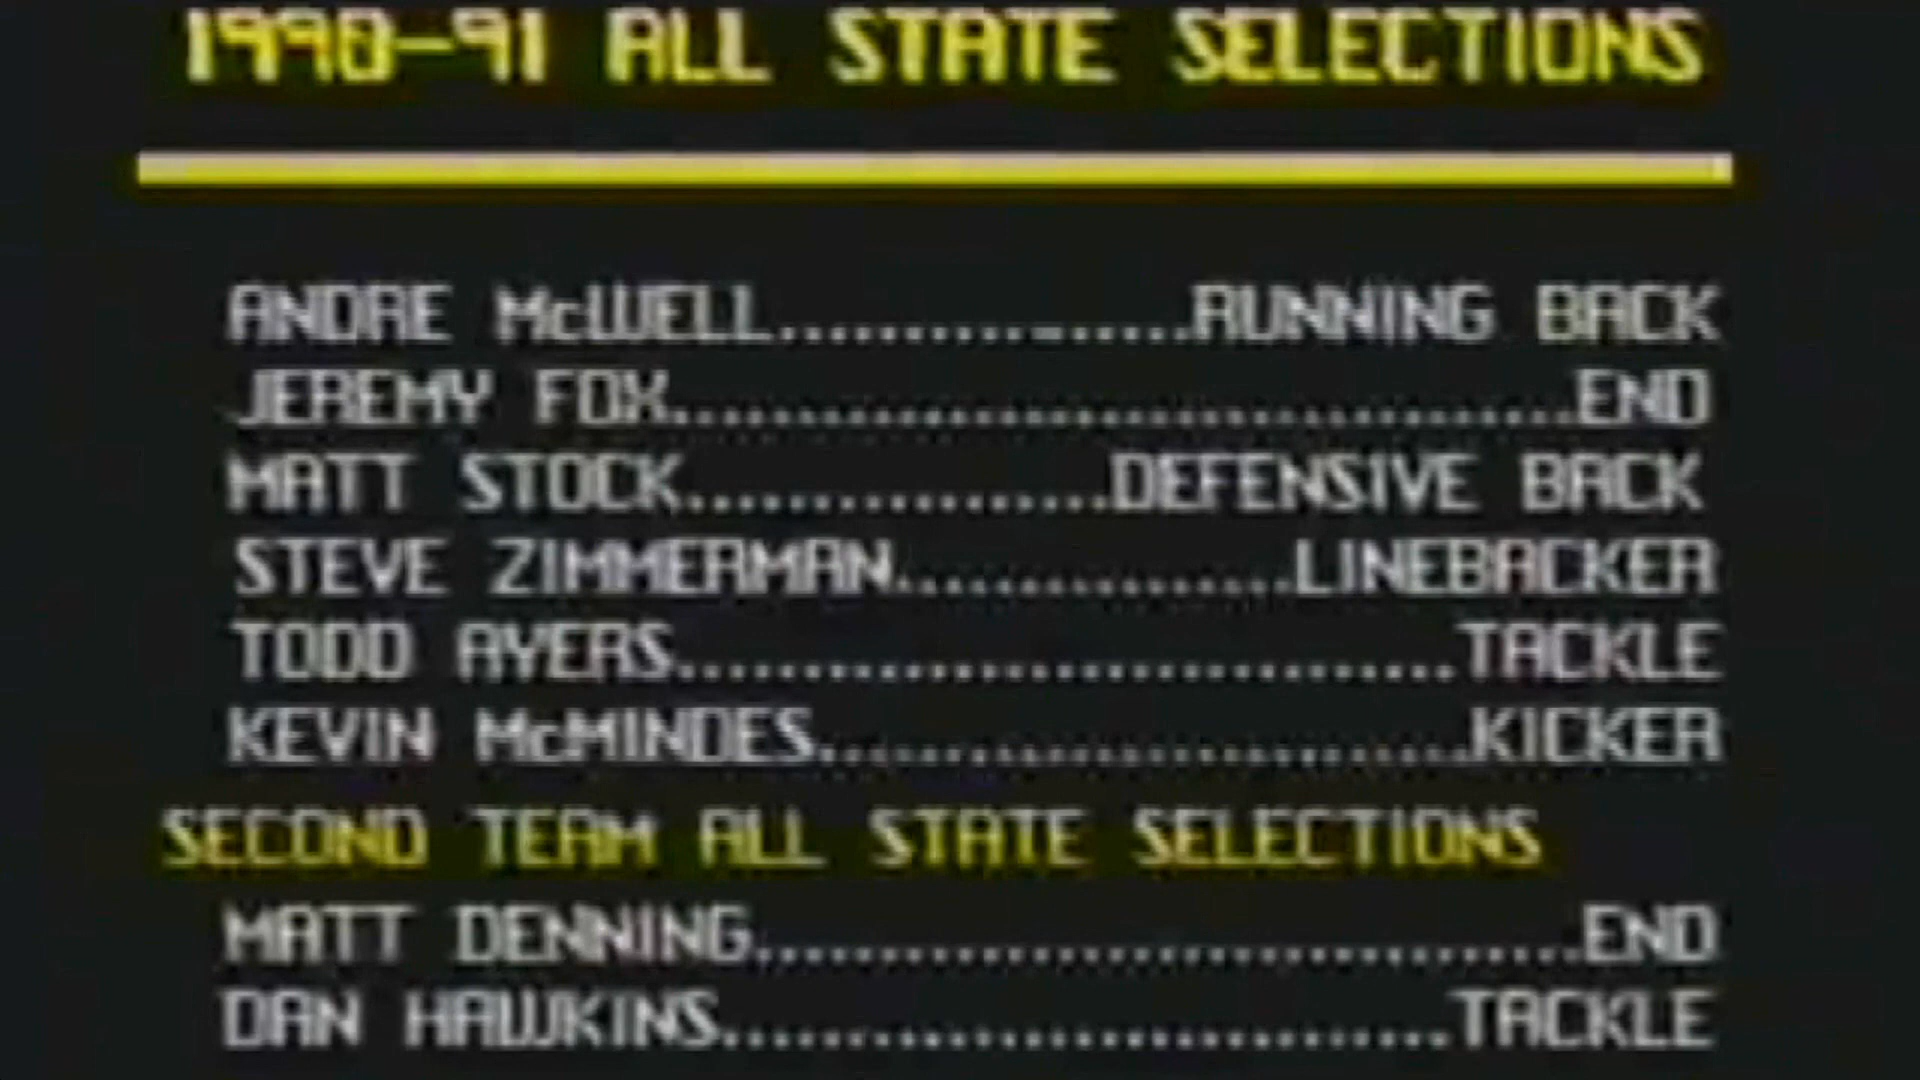 1990-91 ALL STATE SELECTIONS
ANDRE McWELL................RUNNING BACK
JEREMY FOX...................................END
MATT STOCK................DEFENSIVE BACK
STEVE ZIMMERMAN...............LINEBACKER
TODD AYERS..............................TACKLE
KEVIN McMINDES.........................KICKER
SECOND TEAM ALL STATE SELECTIONS
MATT DENNING................................END
DAN HAWKINS............................TACKLE